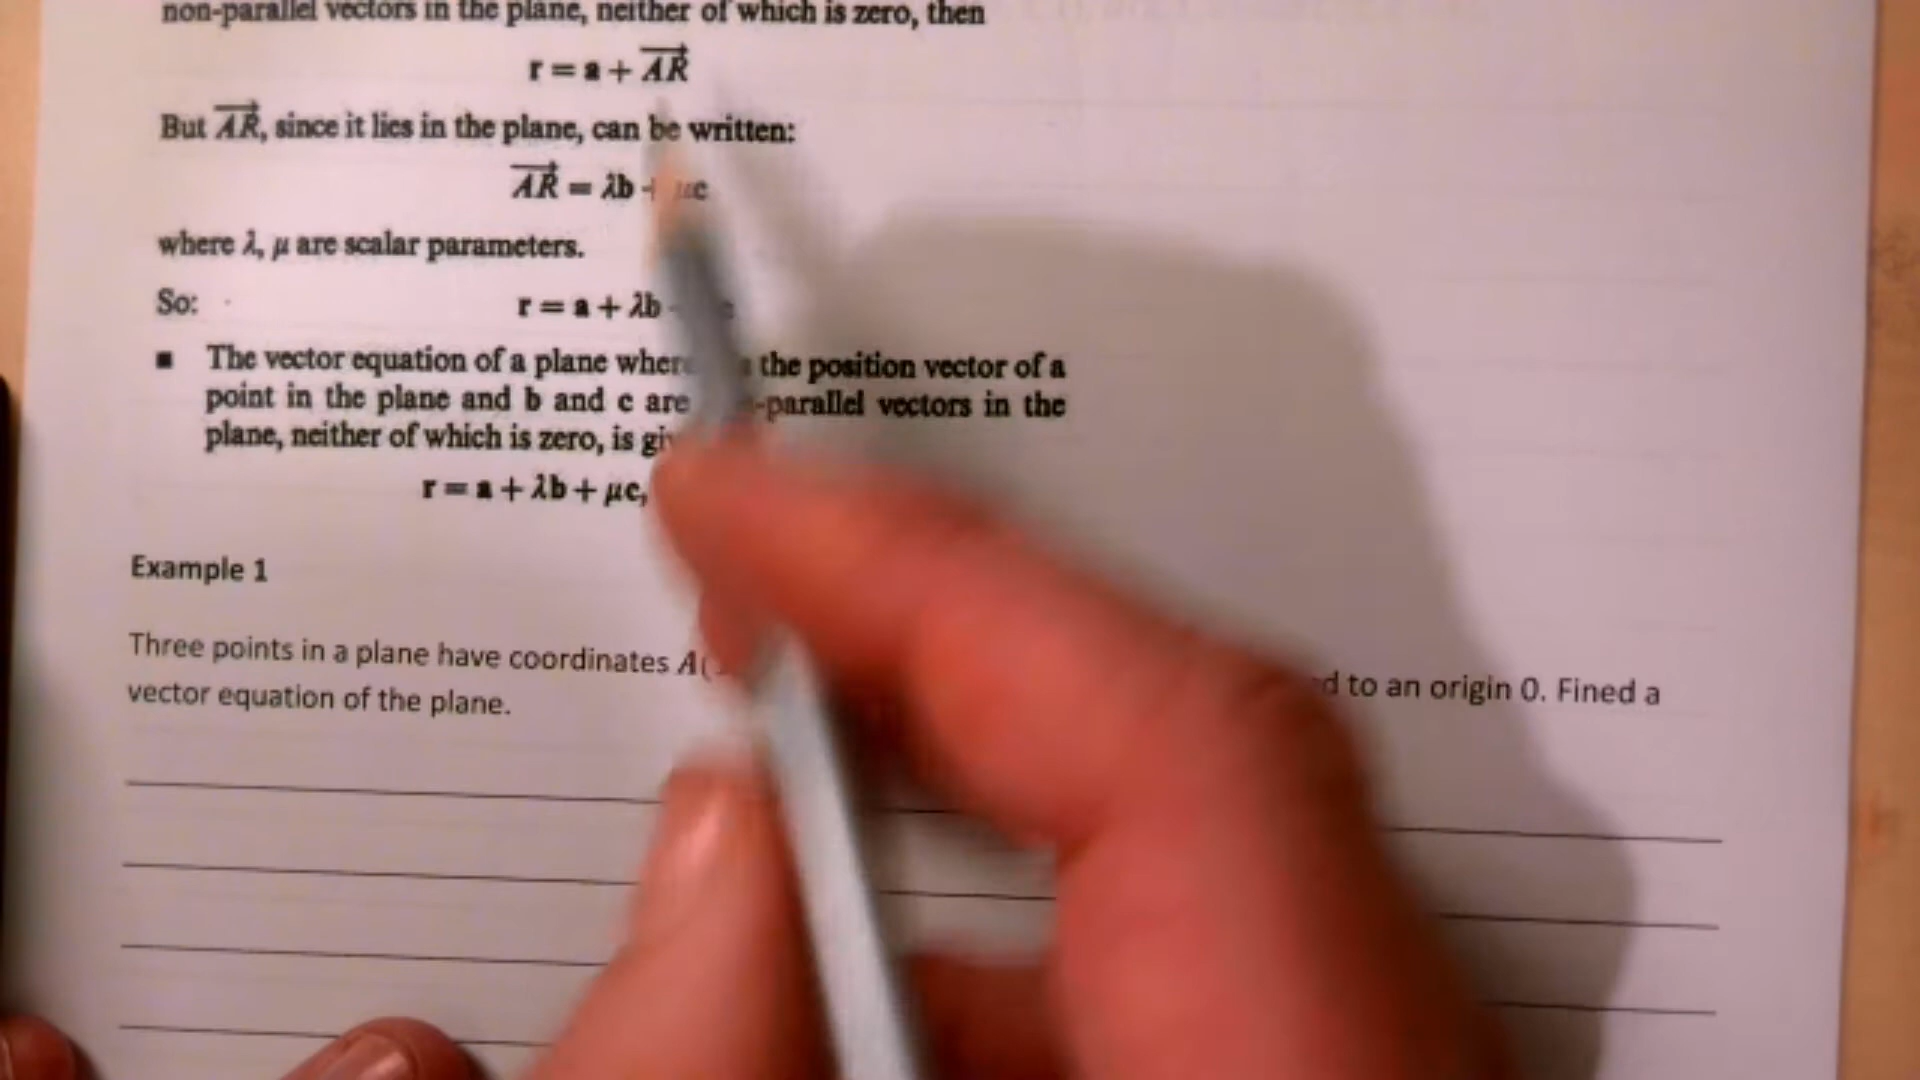 non-parallel vectors in the plane, neither of which is zero, then
r = a + AR
But AR, since it lies in the plane, can be written:
AR = λb + μc
where λ, μ are scalar parameters.
So: r = a + λb
The vector equation of a plane where the position vector of a
point in the plane and b and c are -parallel vectors in the
plane, neither of which is zero, is
r = a + λb + μc,
Example 1
Three points in a plane have coordinates A( to an origin 0. Fined a
vector equation of the plane.